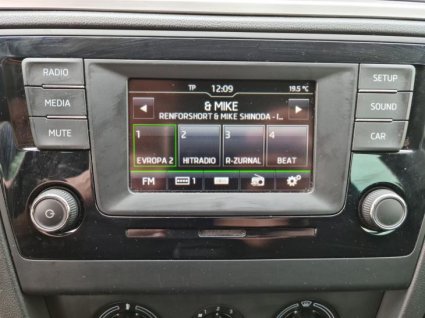 RADIO
MEDIA
MUTE
TP 12:09 19.5 °C
& MIKE
RENFORSHORT & MIKE SHINODA - I...
1 2 3 4
EVROPA 2 HITRADIO R-ZURNAL BEAT
FM 1
SETUP
SOUND
CAR